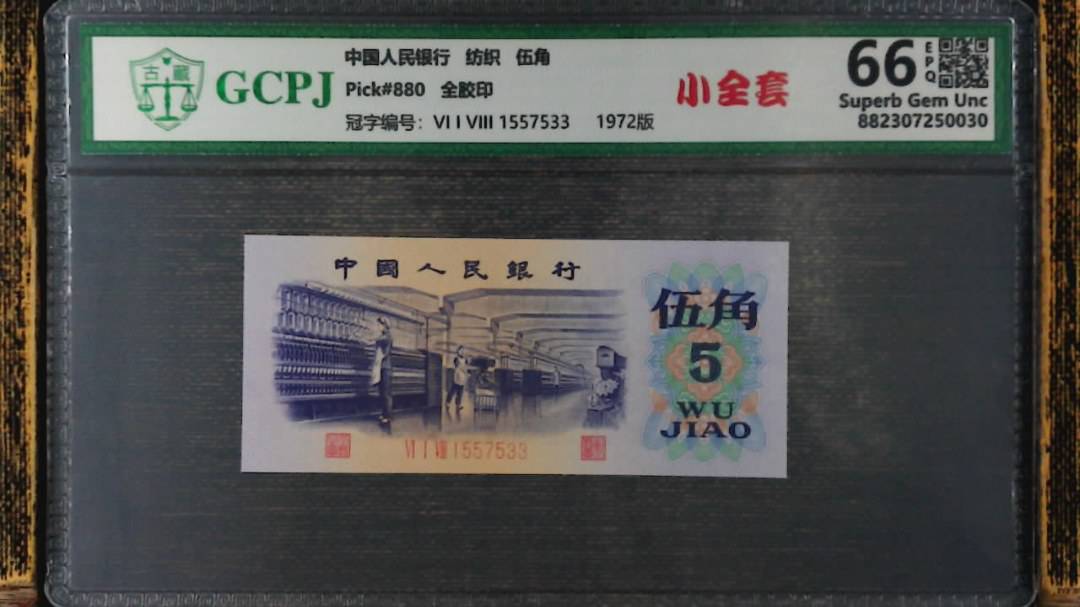 古藏
GCPJ
中国人民银行 纺织 伍角
Pick#880 全胶印
冠字编号: VI I VIII 1557533 1972版
小全套
66 EPQ
Superb Gem Unc
882307250030
中國人民銀行
伍角
5
WU
JIAO
VI I VIII 1557533